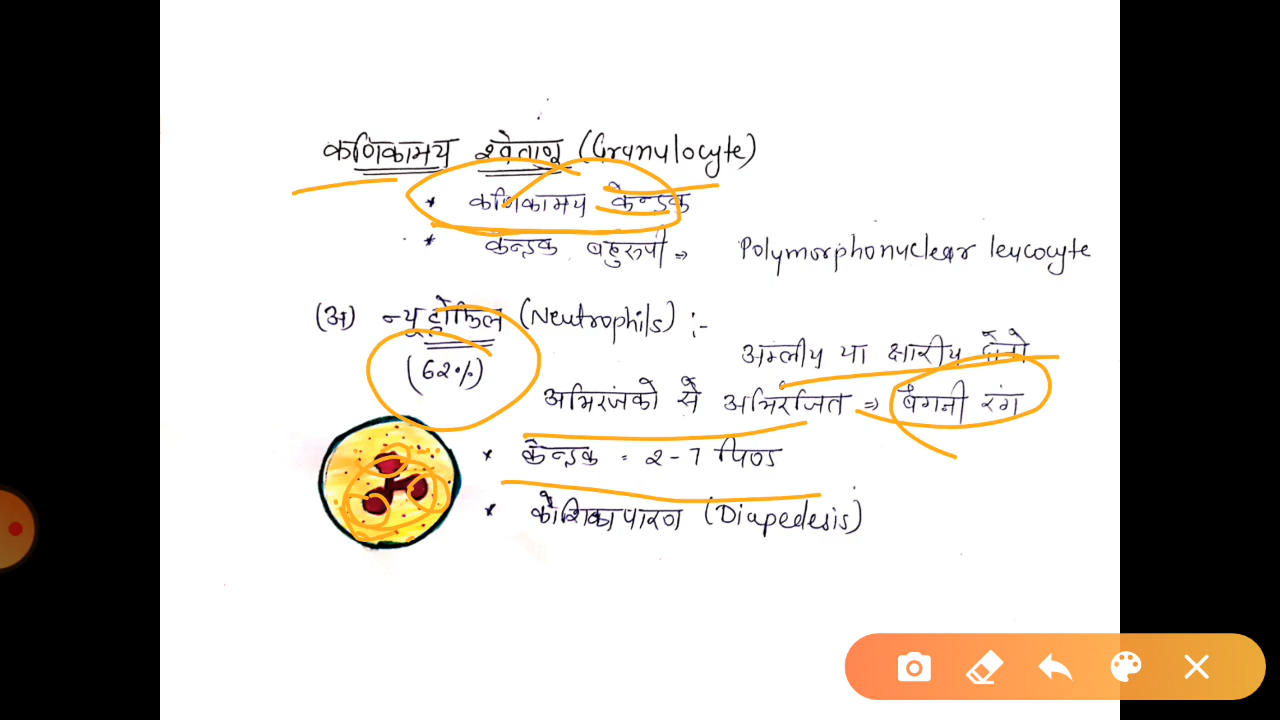 कणिकामय श्वेताणु (Granulocyte)
* कणिकामय केन्द्रक
* केन्द्रक बहुरूपी ⇒ Polymorphonuclear leucocyte
(अ) न्यूट्रोफिल (Neutrophils) :-
(62%)
अम्लीय या क्षारीय दोनो
अभिरंजको से अभिरंजित ⇒ बैंगनी रंग
* केन्द्रक = 2-7 पिण्ड
* कोशिकापारण (Diapedesis)